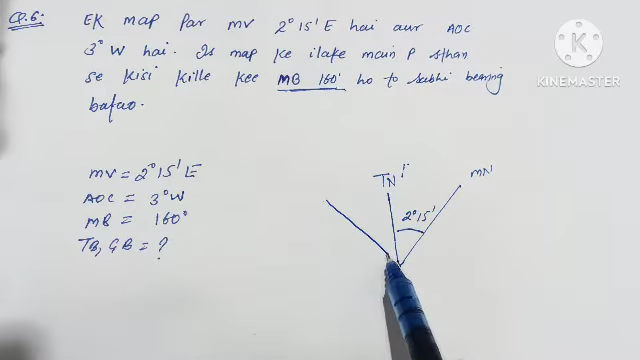 Q.6: EK map Par mv 2° 15' E hai aur AOC
3° W hai. Is map ke ilake main P sthan
se kisi kille kee MB 160° ho to sabhi bearing
batao.
K
KINEMASTER
mv = 2° 15' E
AOC = 3° W
MB = 160°
TB, GB = ?
TN
MN
2° 15'